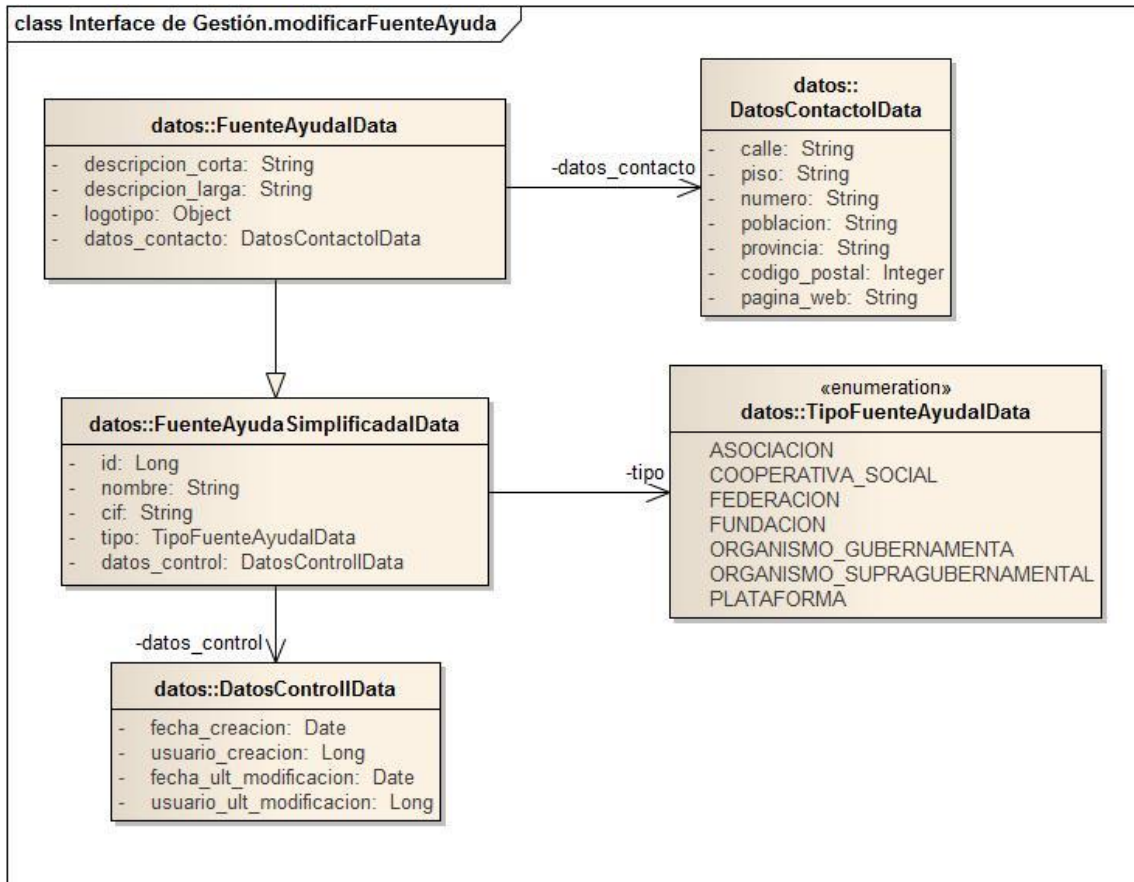 class Interface de Gestión.modificarFuenteAyuda
datos::FuenteAyudaIData
- descripcion_corta: String
- descripcion_larga: String
- logotipo: Object
- datos_contacto: DatosContactoIData
-datos_contacto
datos::
DatosContactoIData
- calle: String
- piso: String
- numero: String
- poblacion: String
- provincia: String
- codigo_postal: Integer
- pagina_web: String
datos::FuenteAyudaSimplificadaIData
- id: Long
- nombre: String
- cif: String
- tipo: TipoFuenteAyudaIData
- datos_control: DatosControlIData
-tipo
«enumeration»
datos::TipoFuenteAyudaIData
ASOCIACION
COOPERATIVA_SOCIAL
FEDERACION
FUNDACION
ORGANISMO_GUBERNAMENTA
ORGANISMO_SUPRAGUBERNAMENTAL
PLATAFORMA
-datos_control
datos::DatosControlIData
- fecha_creacion: Date
- usuario_creacion: Long
- fecha_ult_modificacion: Date
- usuario_ult_modificacion: Long